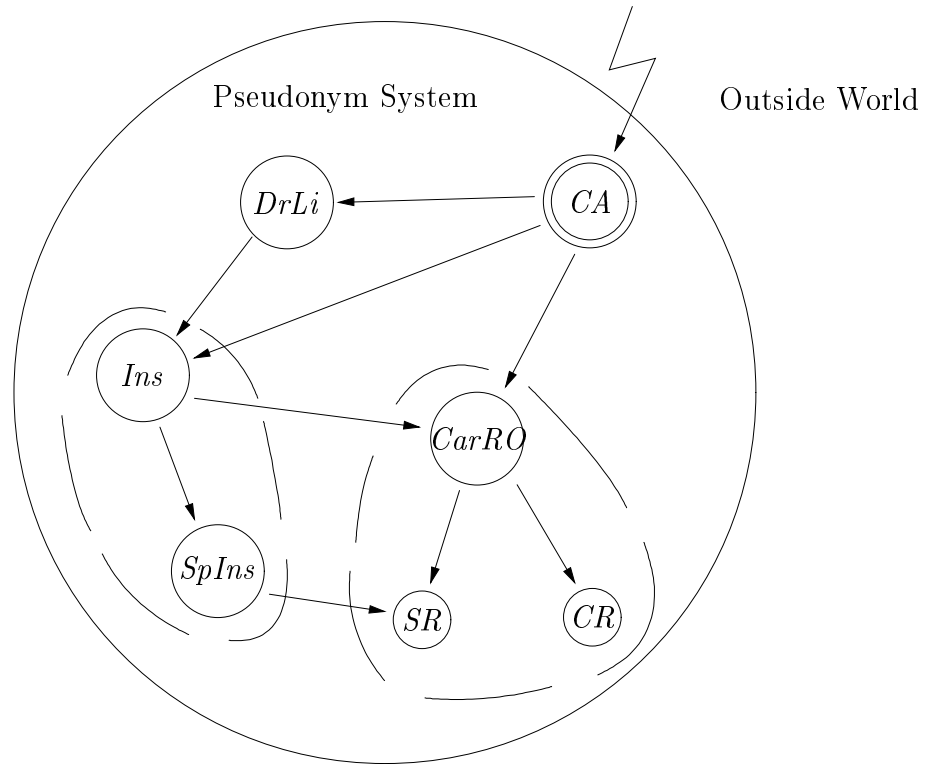 Pseudonym System
Outside World
DrLi
CA
Ins
CarRO
SpIns
SR
CR